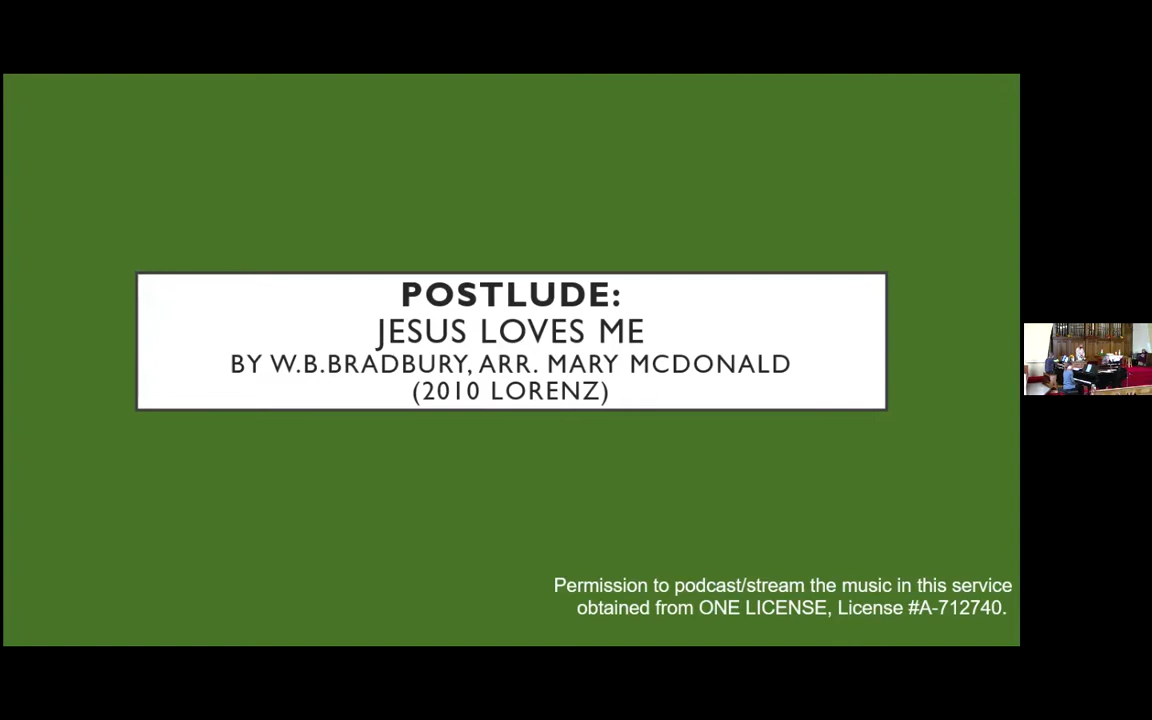 POSTLUDE:
JESUS LOVES ME
BY W.B.BRADBURY, ARR. MARY MCDONALD
(2010 LORENZ)
Permission to podcast/stream the music in this service
obtained from ONE LICENSE, License #A-712740.